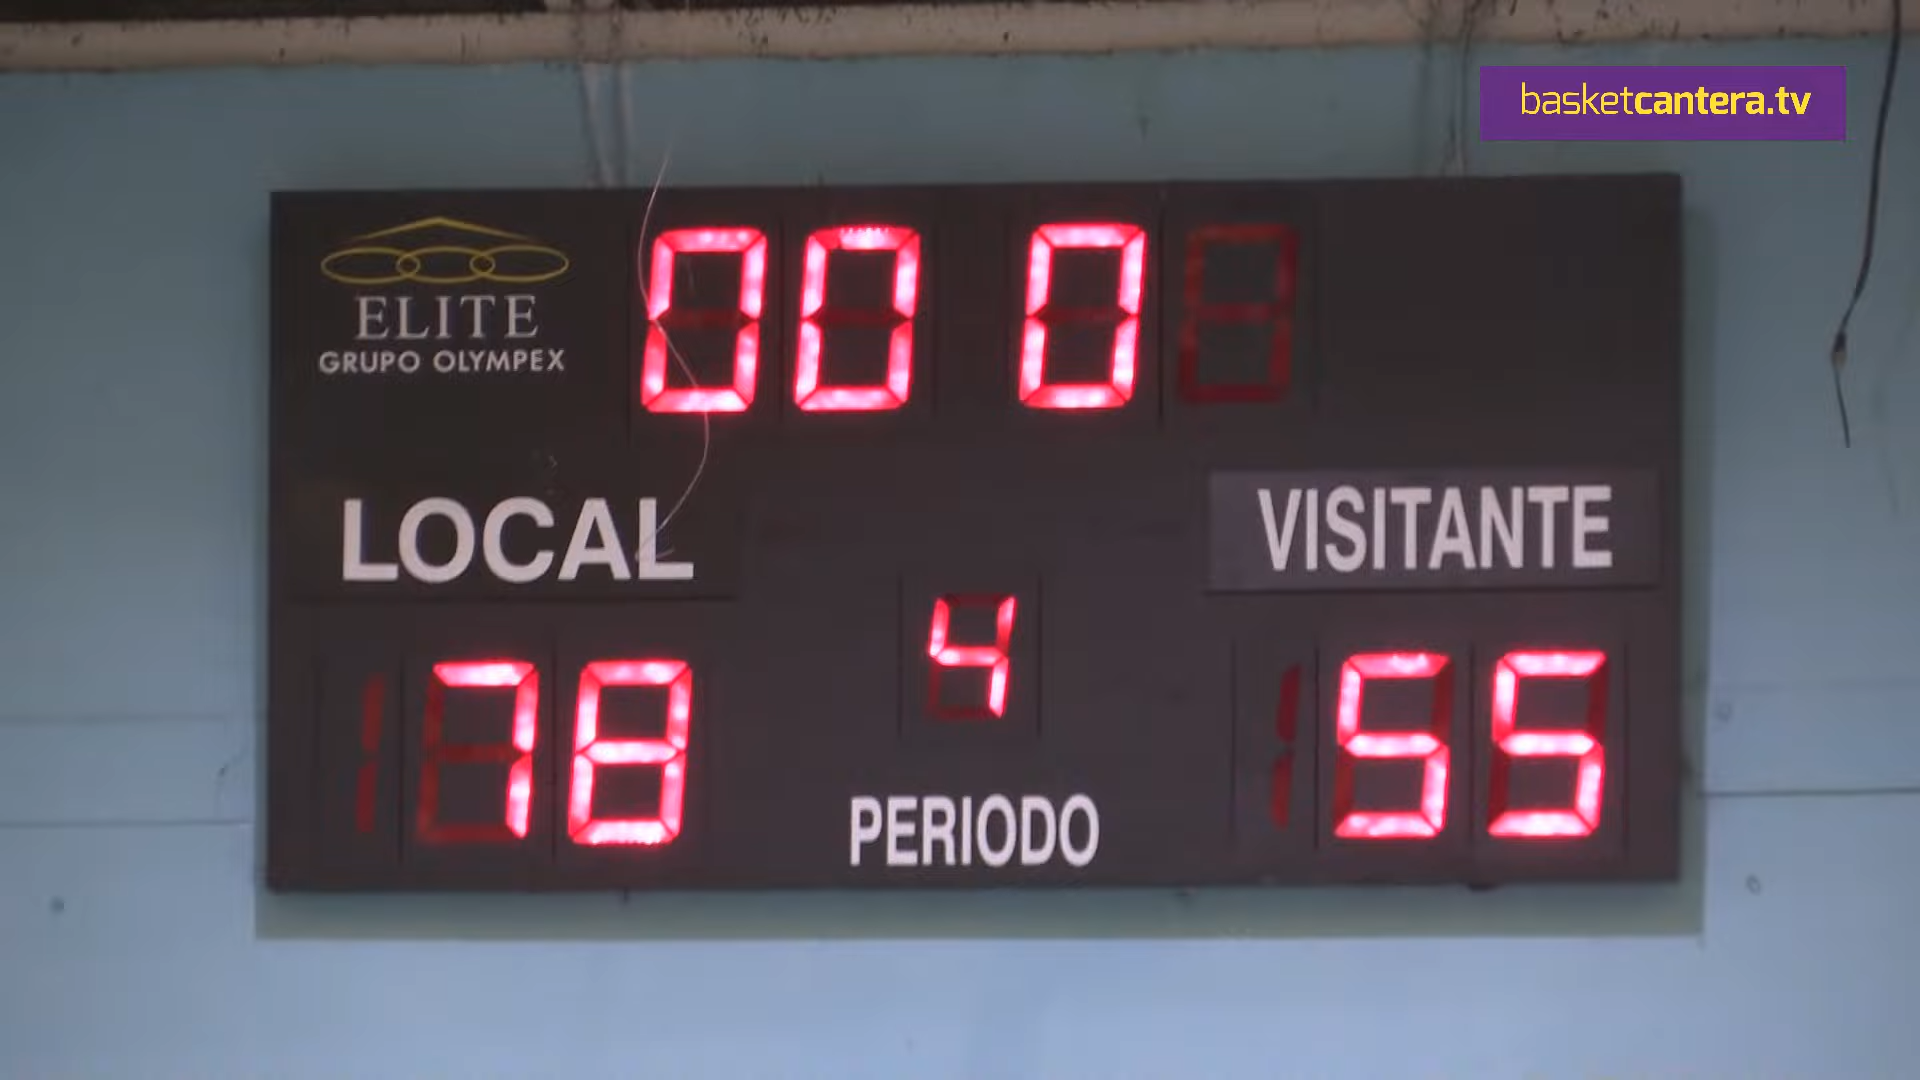 basketcantera.tv
00 0
ELITE
GRUPO OLYMPEX
LOCAL
VISITANTE
78
4
55
PERIODO